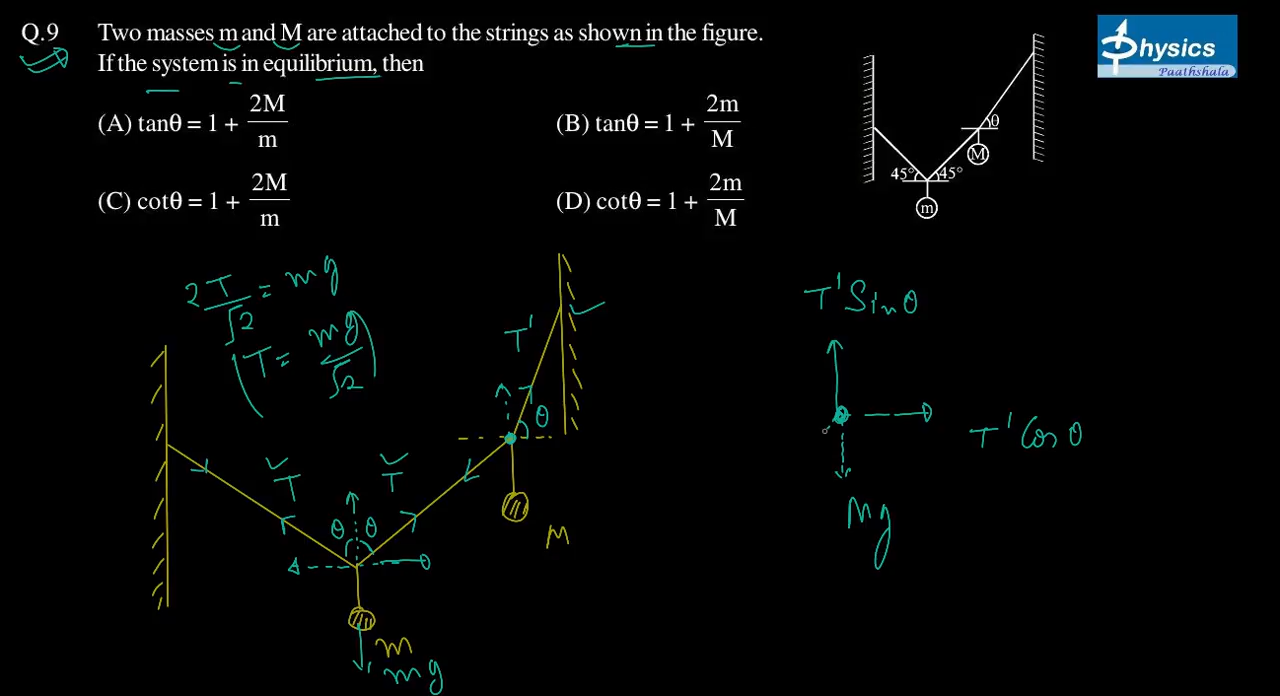 Q.9 Two masses m and M are attached to the strings as shown in the figure.
If the system is in equilibrium, then
(A) tanθ = 1 + 2M/m (B) tanθ = 1 + 2m/M
(C) cotθ = 1 + 2M/m (D) cotθ = 1 + 2m/M
Physics
Paathshala
θ
M
45° 45°
m
2T/√2 = mg
T = mg/√2
T'
θ
T T
θ θ
M
m
mg
T' Sinθ
T' Cosθ
Mg